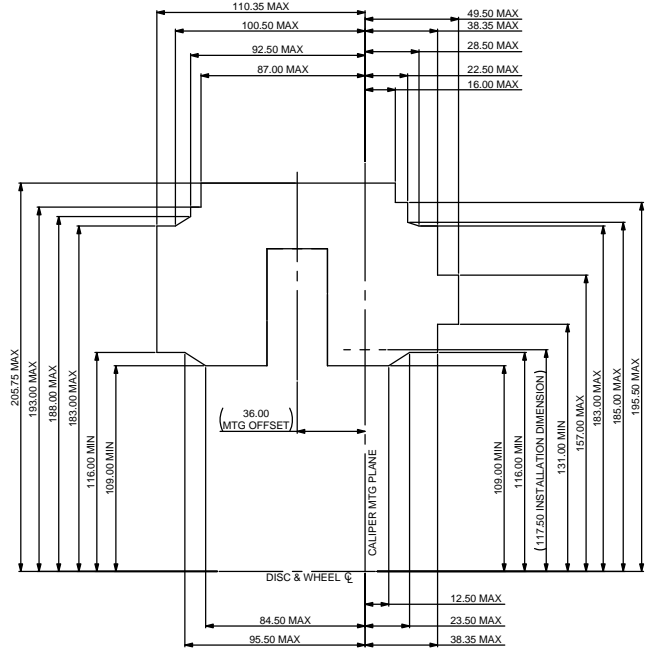 110.35 MAX
49.50 MAX
100.50 MAX
38.35 MAX
92.50 MAX
28.50 MAX
87.00 MAX
22.50 MAX
16.00 MAX
205.75 MAX
193.00 MAX
188.00 MAX
183.00 MAX
116.00 MIN
109.00 MIN
(36.00
MTG OFFSET)
CALIPER MTG PLANE
109.00 MIN
116.00 MIN
(117.50 INSTALLATION DIMENSION)
131.00 MIN
157.00 MAX
183.00 MAX
185.00 MAX
195.50 MAX
DISC & WHEEL ℄
12.50 MAX
84.50 MAX
23.50 MAX
95.50 MAX
38.35 MAX